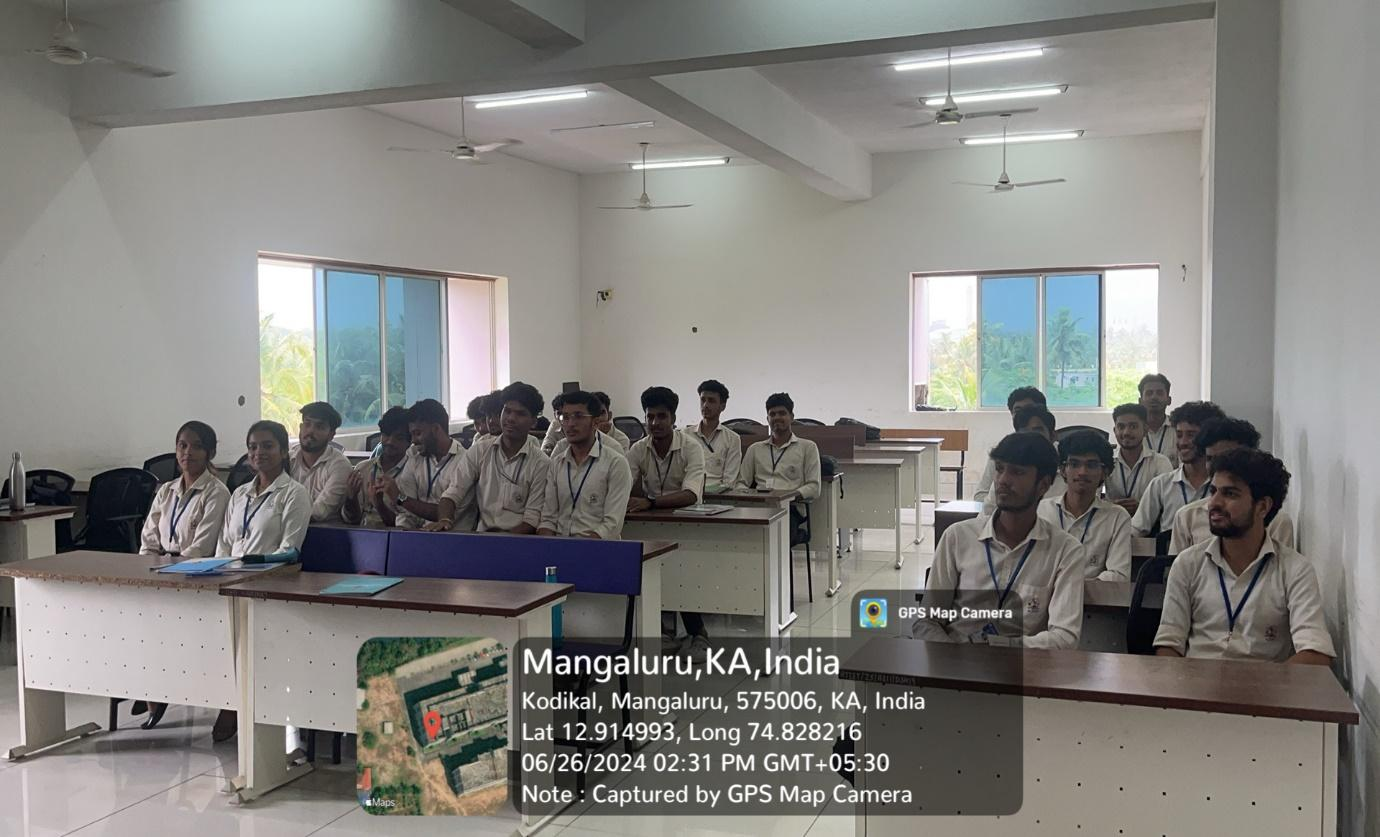 GPS Map Camera
Mangaluru,KA,India
Kodikal, Mangaluru, 575006, KA, India
Lat 12.914993, Long 74.828216
06/26/2024 02:31 PM GMT+05:30
Note : Captured by GPS Map Camera
Maps